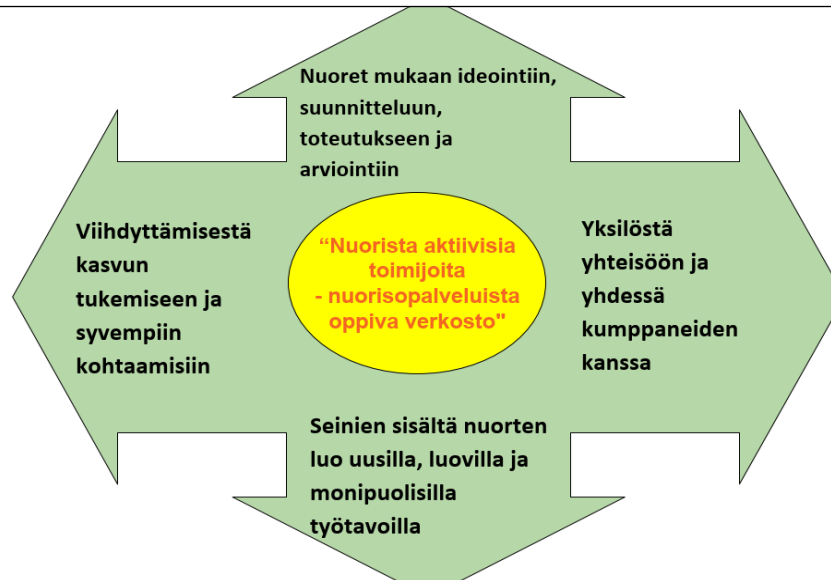 Nuoret mukaan ideointiin,
suunnitteluun,
toteutukseen ja
arviointiin
Viihdyttämisestä
kasvun
tukemiseen ja
syvempiin
kohtaamisiin
“Nuorista aktiivisia
toimijoita
- nuorisopalveluista
oppiva verkosto"
Yksilöstä
yhteisöön ja
yhdessä
kumppaneiden
kanssa
Seinien sisältä nuorten
luo uusilla, luovilla ja
monipuolisilla
työtavoilla